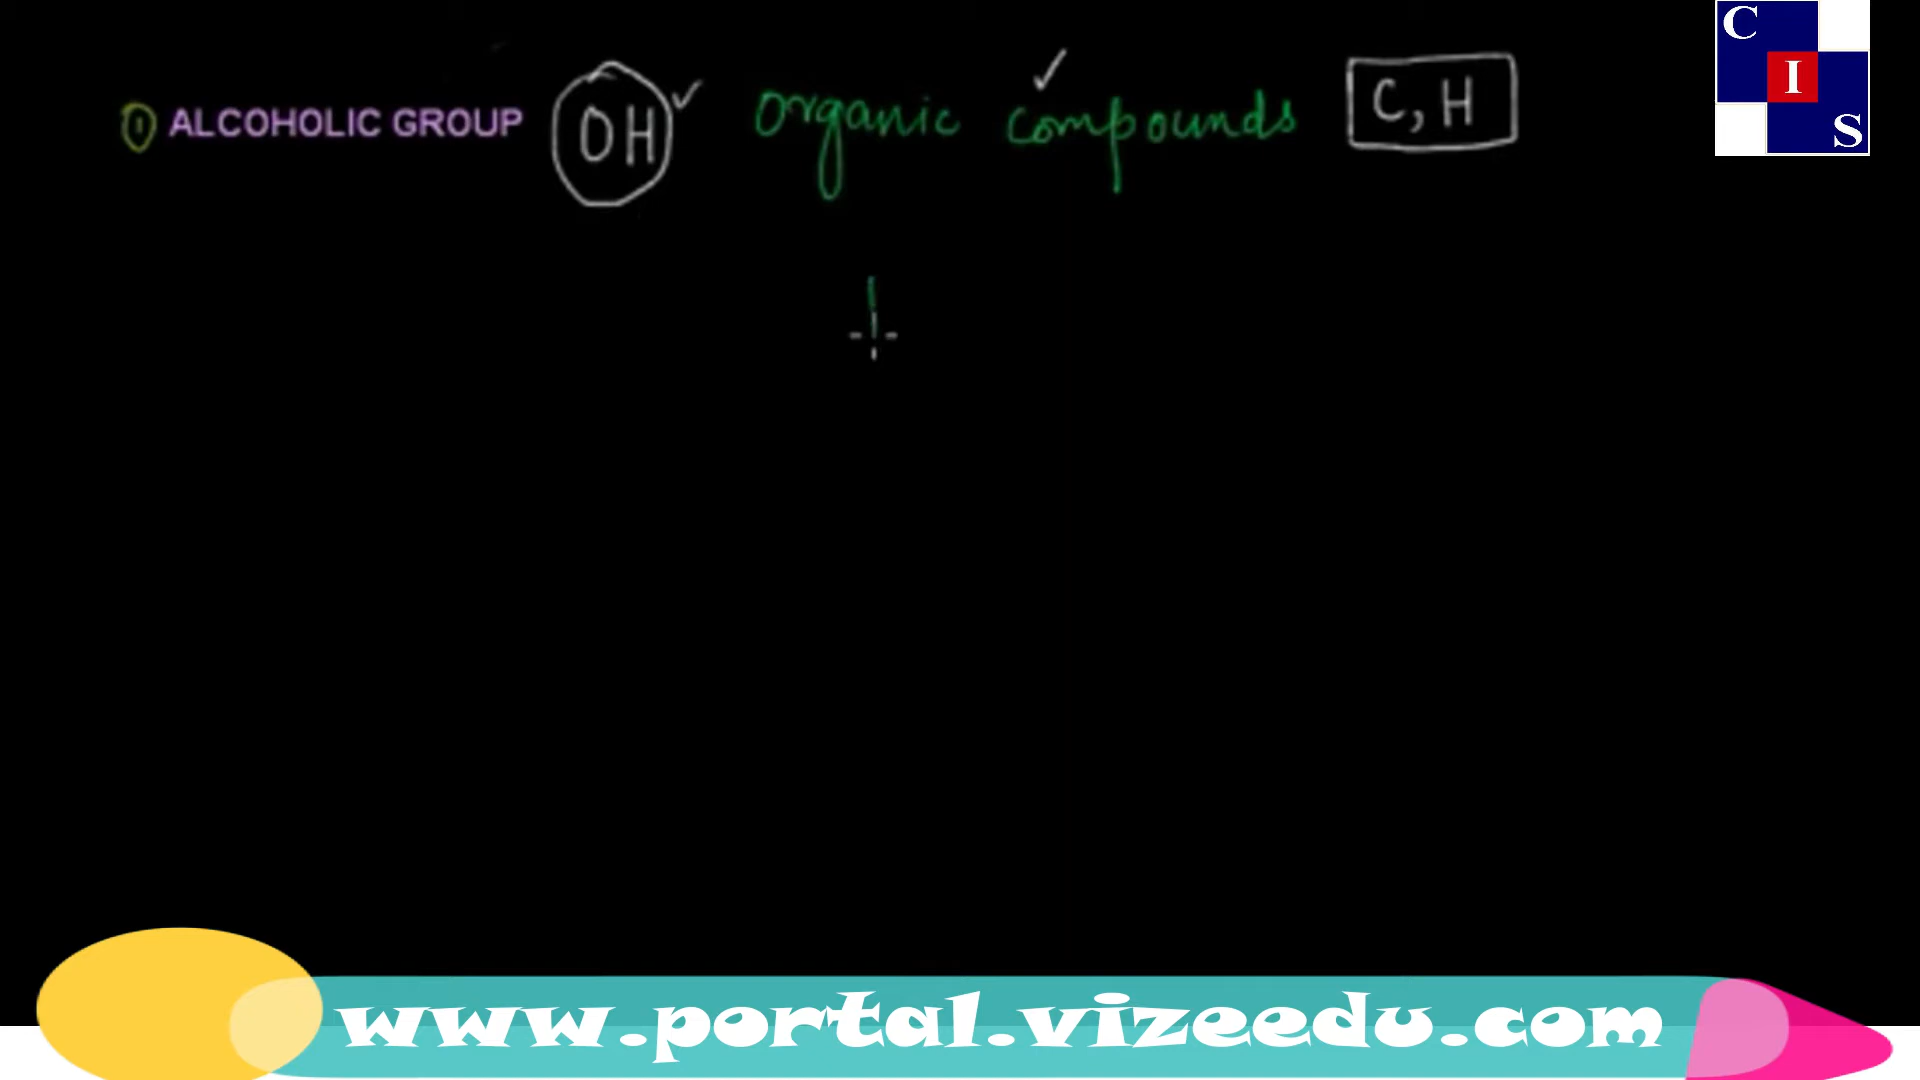 ① ALCOHOLIC GROUP OH ✓ Organic compounds ✓ C, H
C
I
S
www.portal.vizeedu.com